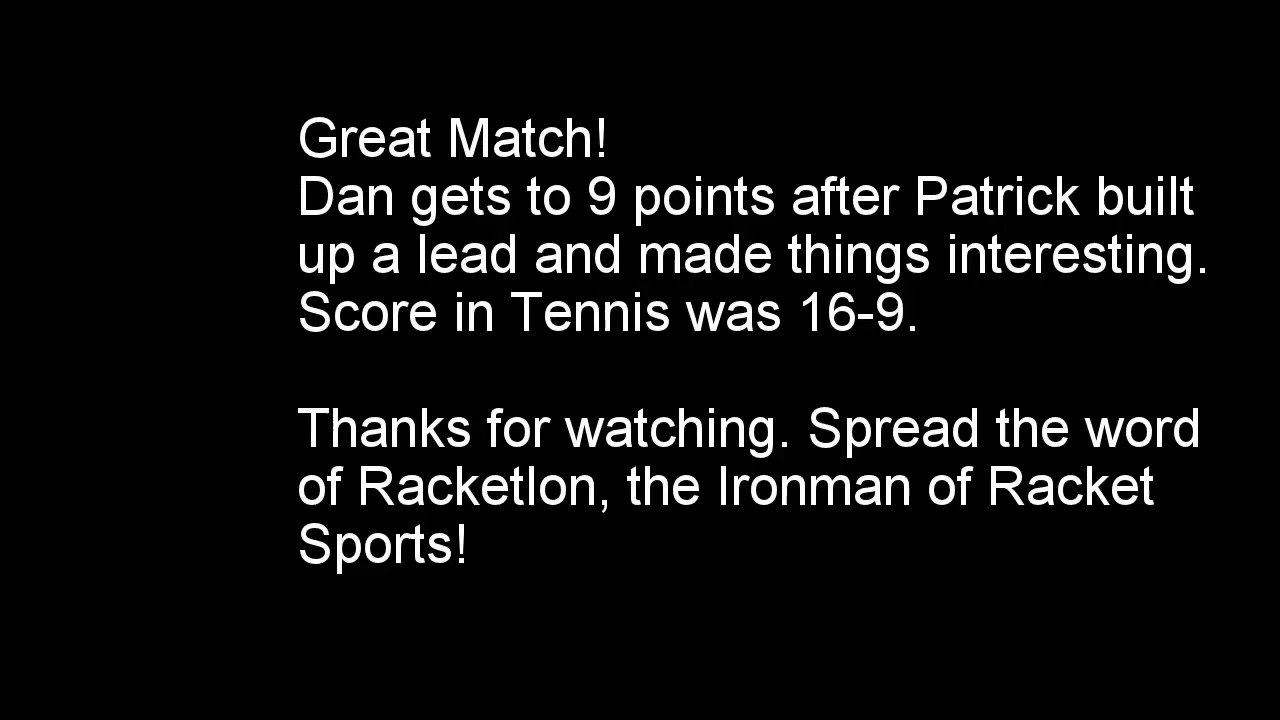 Great Match!
Dan gets to 9 points after Patrick built
up a lead and made things interesting.
Score in Tennis was 16-9.
Thanks for watching. Spread the word
of Racketlon, the Ironman of Racket
Sports!